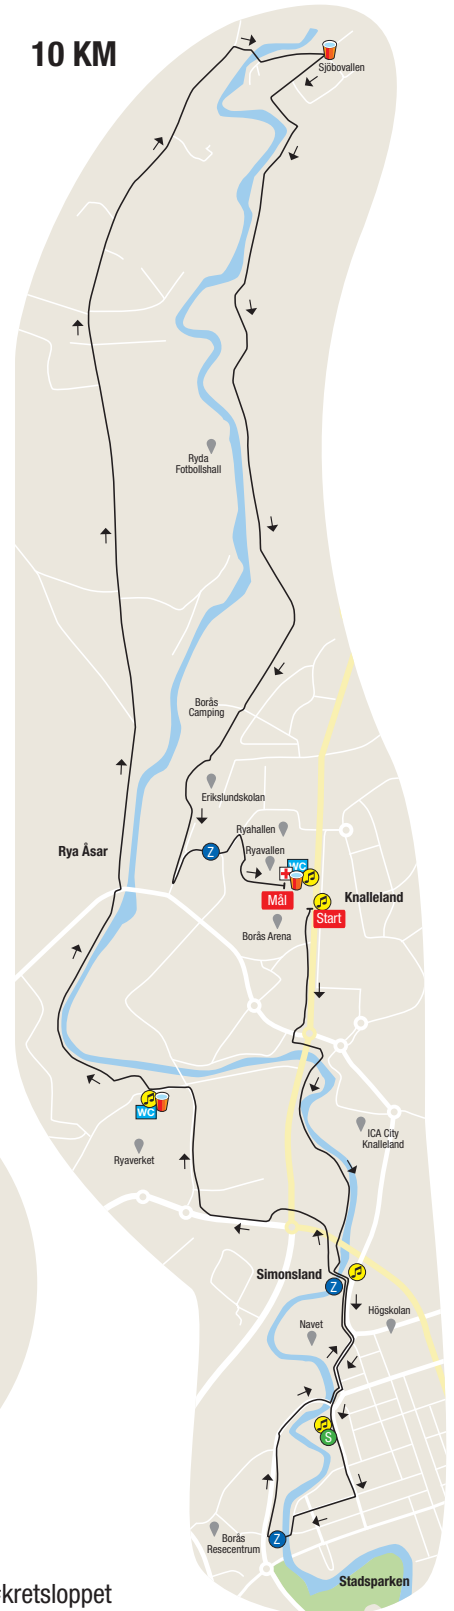 10 KM
Sjöbovallen
Ryda
Fotbollshall
Borås
Camping
Erikslundskolan
Rya Åsar
Z
Ryahallen
Ryavallen
WC
Mål
Knalleland
Start
Borås Arena
WC
Ryaverket
ICA City
Knalleland
Simonsland
Z
Högskolan
Navet
S
Z
Borås
Resecentrum
Stadsparken
kretsloppet